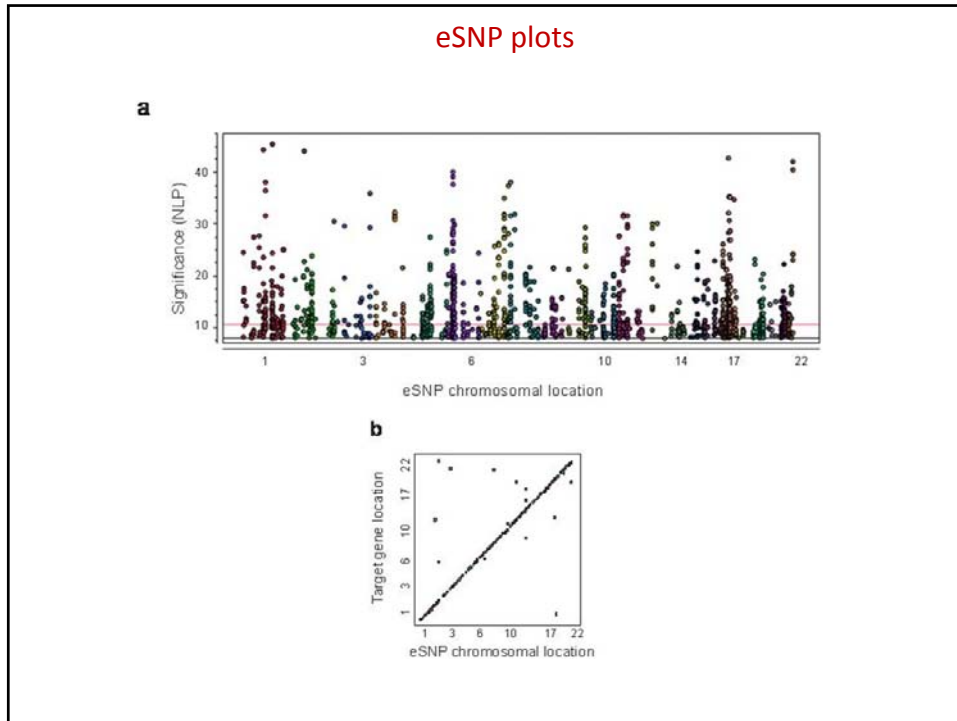 eSNP plots
a
Significance (NLP)
40
30
20
10
1 3 6 10 14 17 22
eSNP chromosomal location
b
Target gene location
22
17
10
6
3
1
1 3 6 10 17 22
eSNP chromosomal location